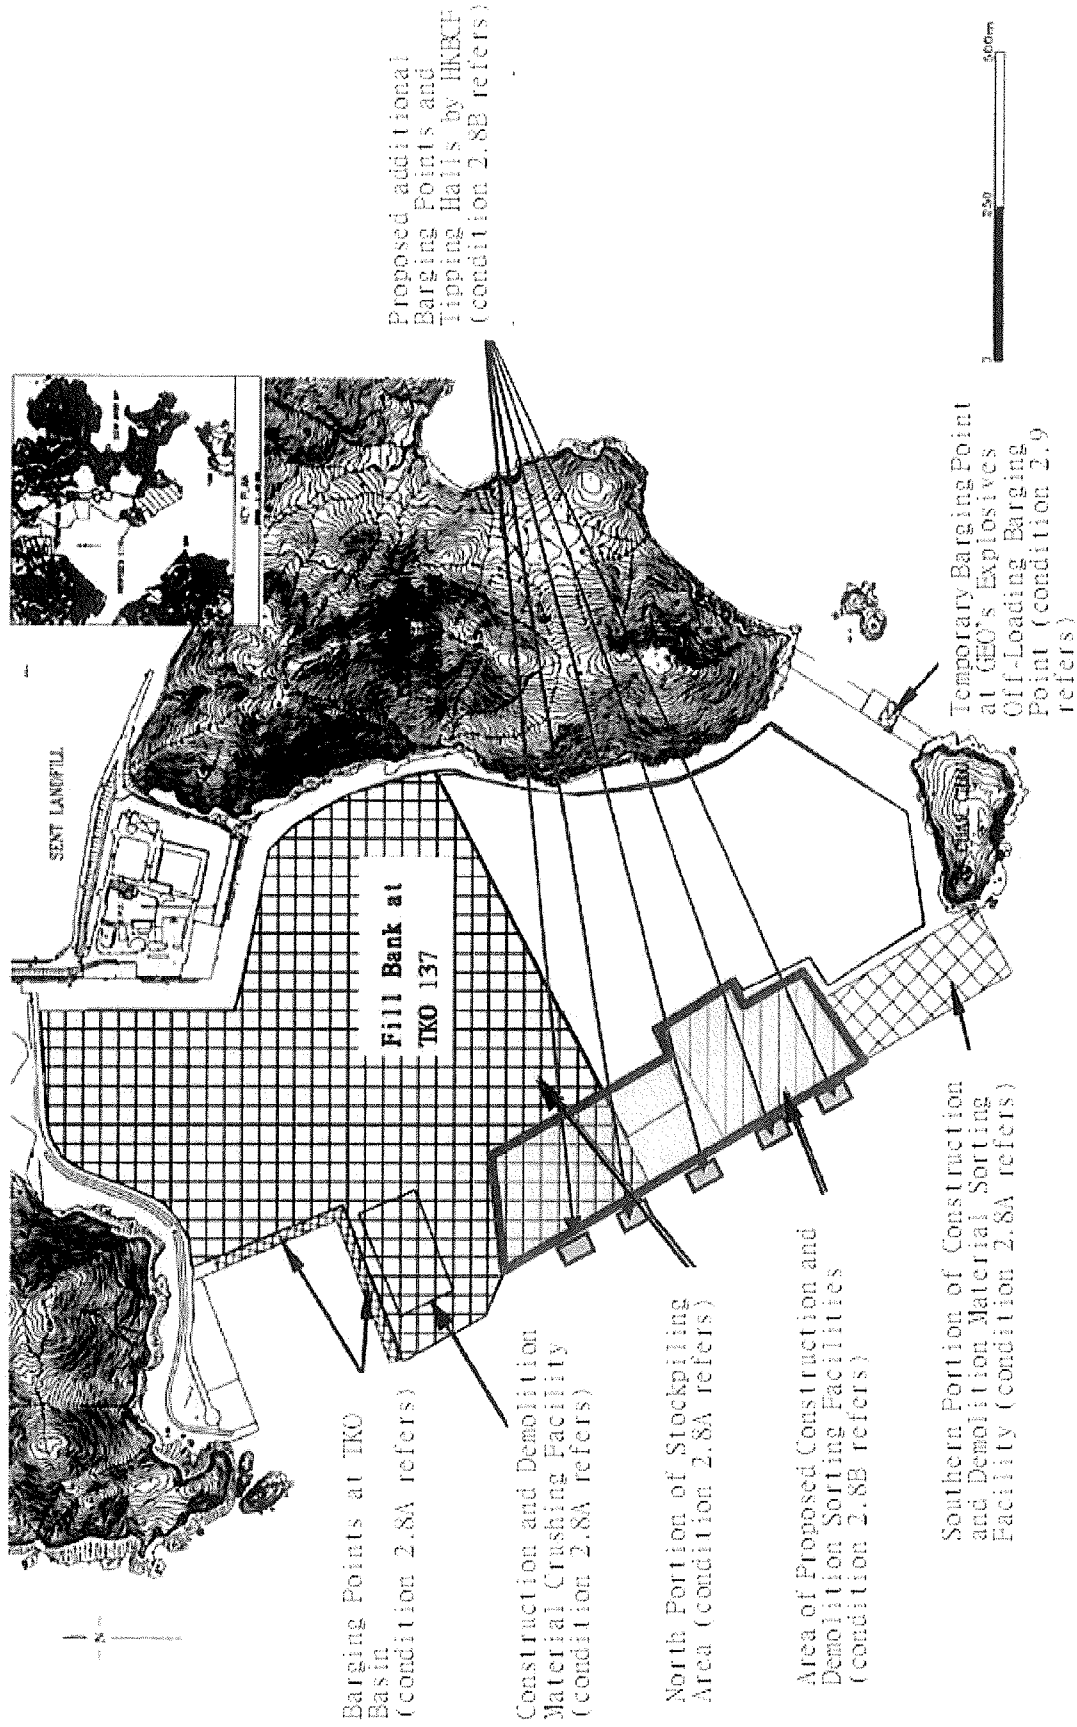 Barging Points at TKO
Basin
(condition 2.8A refers)
Construction and Demolition
Material Crushing Facility
(condition 2.8A refers)
North Portion of Stockpiling
Area (condition 2.8A refers)
Area of Proposed Construction and
Demolition Sorting Facilities
(condition 2.8B refers)
Southern Portion of Construction
and Demolition Material Sorting
Facility (condition 2.8A refers)
Fill Bank at
TKO 137
SENT LANDFILL
KEY PLAN
Proposed additional
Barging Points and
Tipping Halls by HKBCF
(condition 2.8B refers)
Temporary Barging Point
at GEO's Explosives
Off-Loading Barging
Point (condition 2.9
refers)
0
250
500m
N